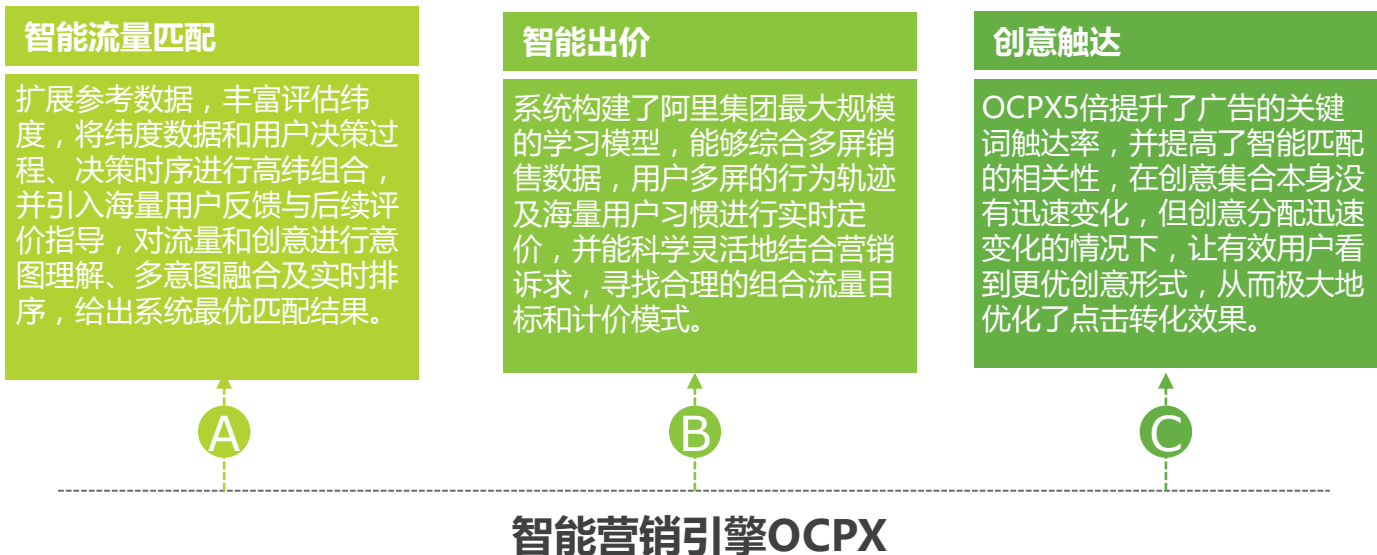 智能流量匹配
扩展参考数据，丰富评估纬
度，将纬度数据和用户决策过
程、决策时序进行高纬组合，
并引入海量用户反馈与后续评
价指导，对流量和创意进行意
图理解、多意图融合及实时排
序，给出系统最优匹配结果。
A
智能出价
系统构建了阿里集团最大规模
的学习模型，能够综合多屏销
售数据，用户多屏的行为轨迹
及海量用户习惯进行实时定
价，并能科学灵活地结合营销
诉求，寻找合理的组合流量目
标和计价模式。
B
创意触达
OCPX5倍提升了广告的关键
词触达率，并提高了智能匹配
的相关性，在创意集合本身没
有迅速变化，但创意分配迅速
变化的情况下，让有效用户看
到更优创意形式，从而极大地
优化了点击转化效果。
C
智能营销引擎OCPX